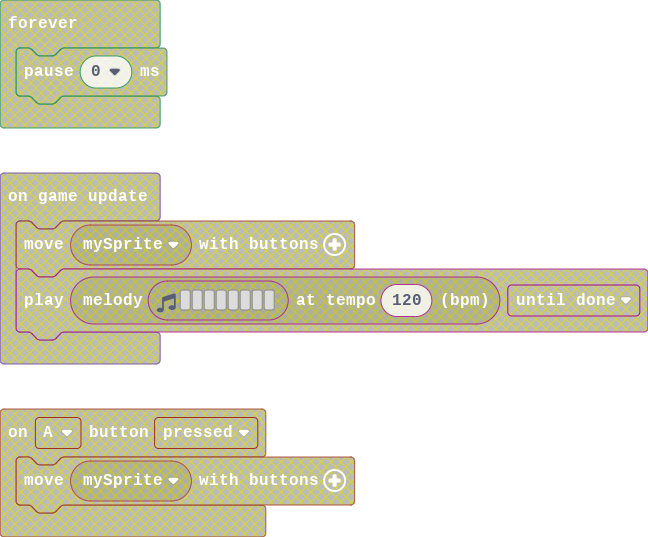 forever
pause 0 ms
on game update
move mySprite with buttons
play melody at tempo 120 (bpm) until done
on A button pressed
move mySprite with buttons